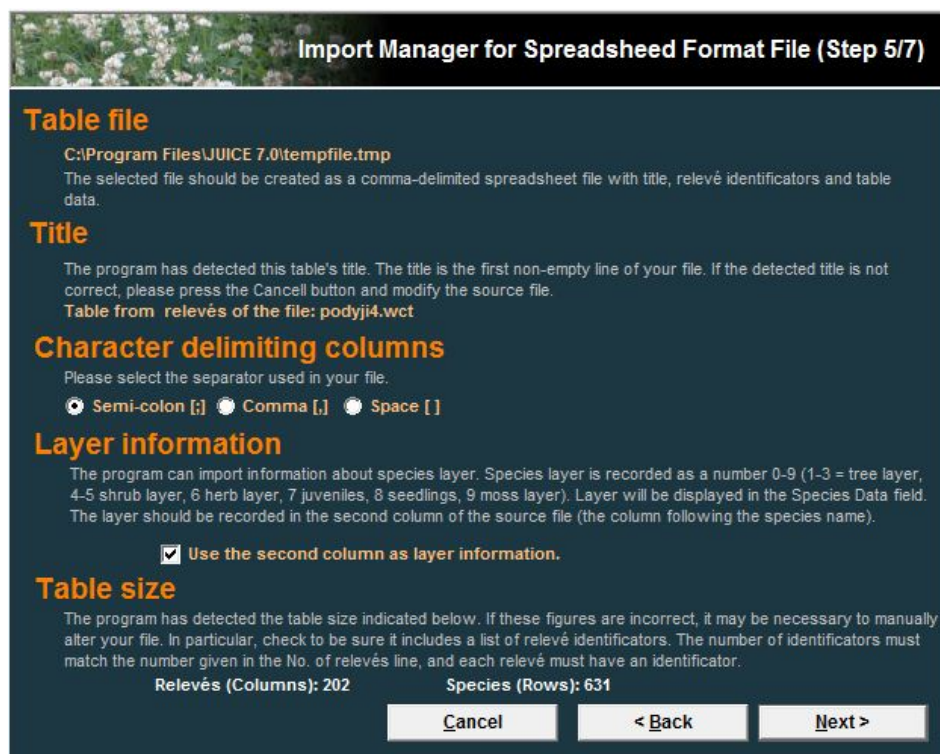 Import Manager for Spreadsheed Format File (Step 5/7)
Table file
C:\Program Files\JUICE 7.0\tempfile.tmp
The selected file should be created as a comma-delimited spreadsheet file with title, relevé identificators and table
data.
Title
The program has detected this table's title. The title is the first non-empty line of your file. If the detected title is not
correct, please press the Cancell button and modify the source file.
Table from relevés of the file: podyji4.wct
Character delimiting columns
Please select the separator used in your file.
Semi-colon [;] Comma [,] Space [ ]
Layer information
The program can import information about species layer. Species layer is recorded as a number 0-9 (1-3 = tree layer,
4-5 shrub layer, 6 herb layer, 7 juveniles, 8 seedlings, 9 moss layer). Layer will be displayed in the Species Data field.
The layer should be recorded in the second column of the source file (the column following the species name).
Use the second column as layer information.
Table size
The program has detected the table size indicated below. If these figures are incorrect, it may be necessary to manually
alter your file. In particular, check to be sure it includes a list of relevé identificators. The number of identificators must
match the number given in the No. of relevés line, and each relevé must have an identificator.
Relevés (Columns): 202 Species (Rows): 631
Cancel < Back Next >